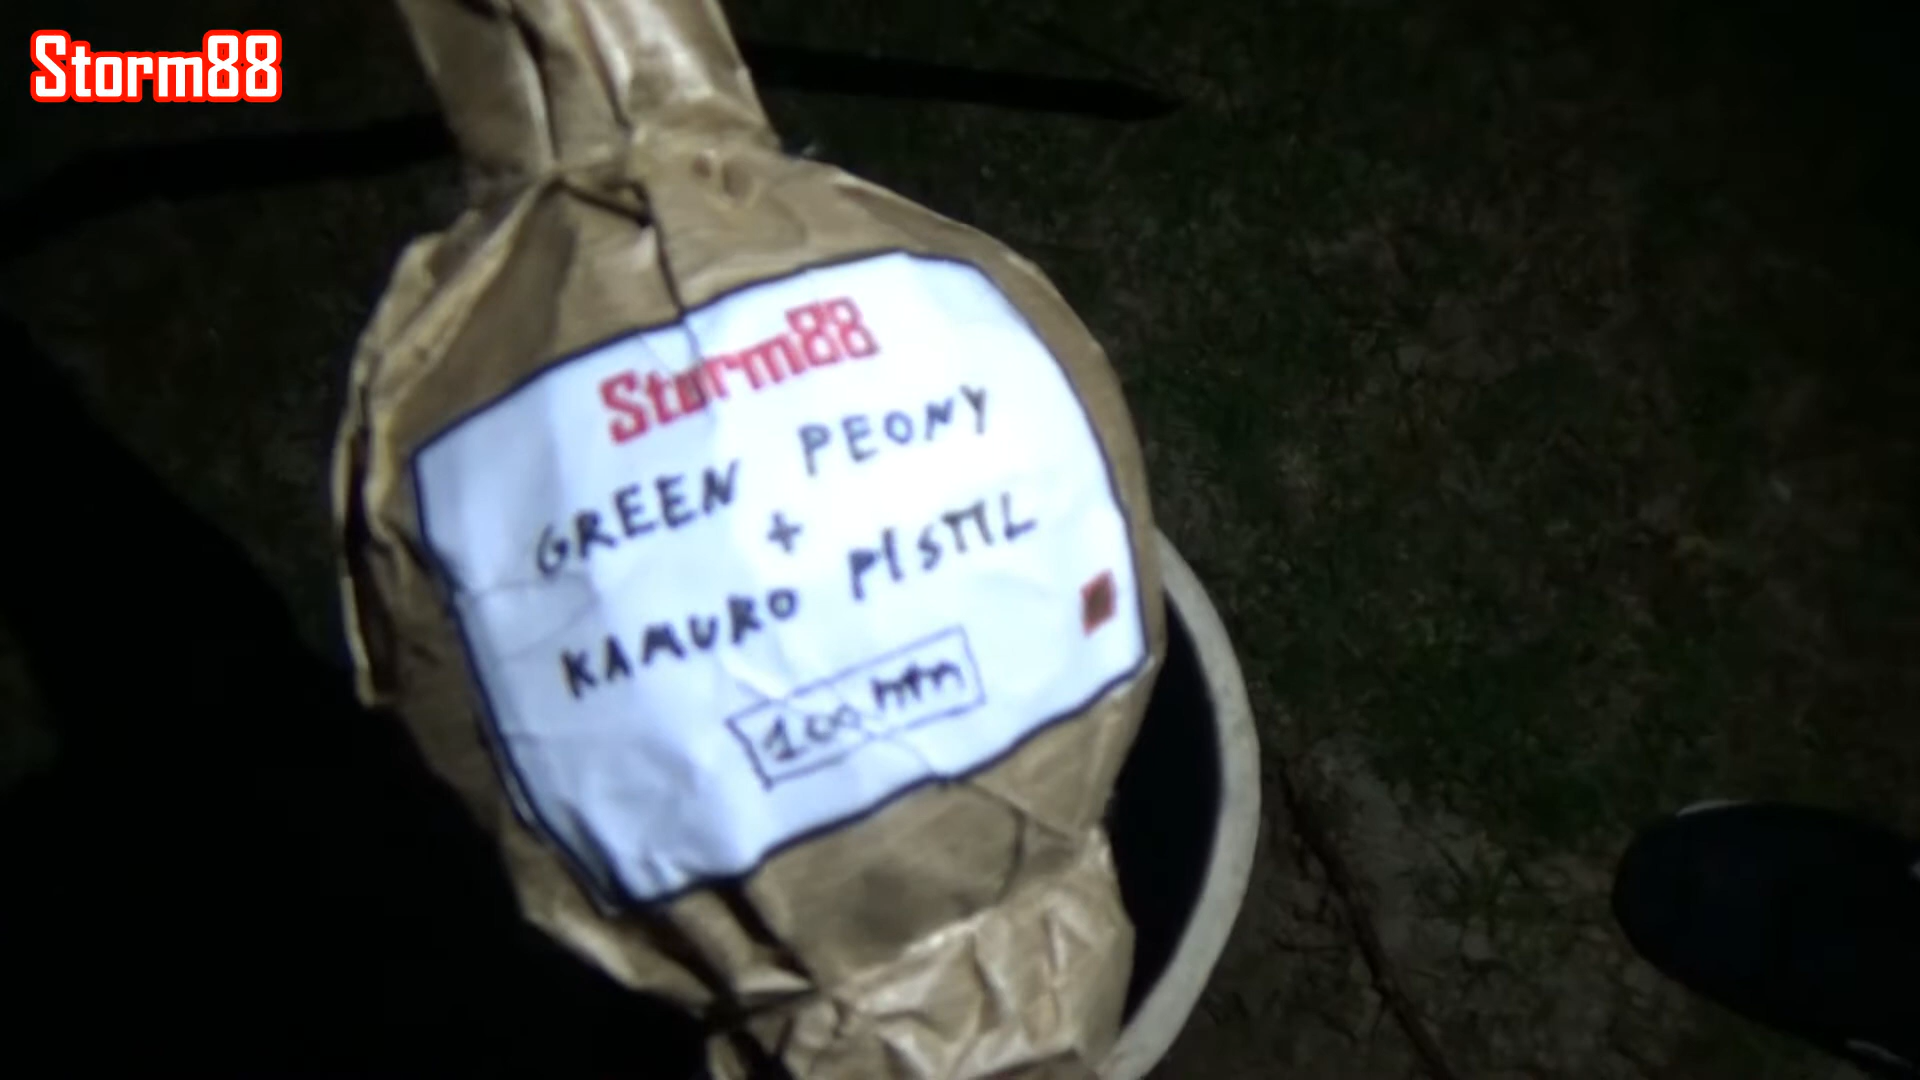 Storm88
Storm88
GREEN PEONY
+
KAMURO PISTIL
100 mm